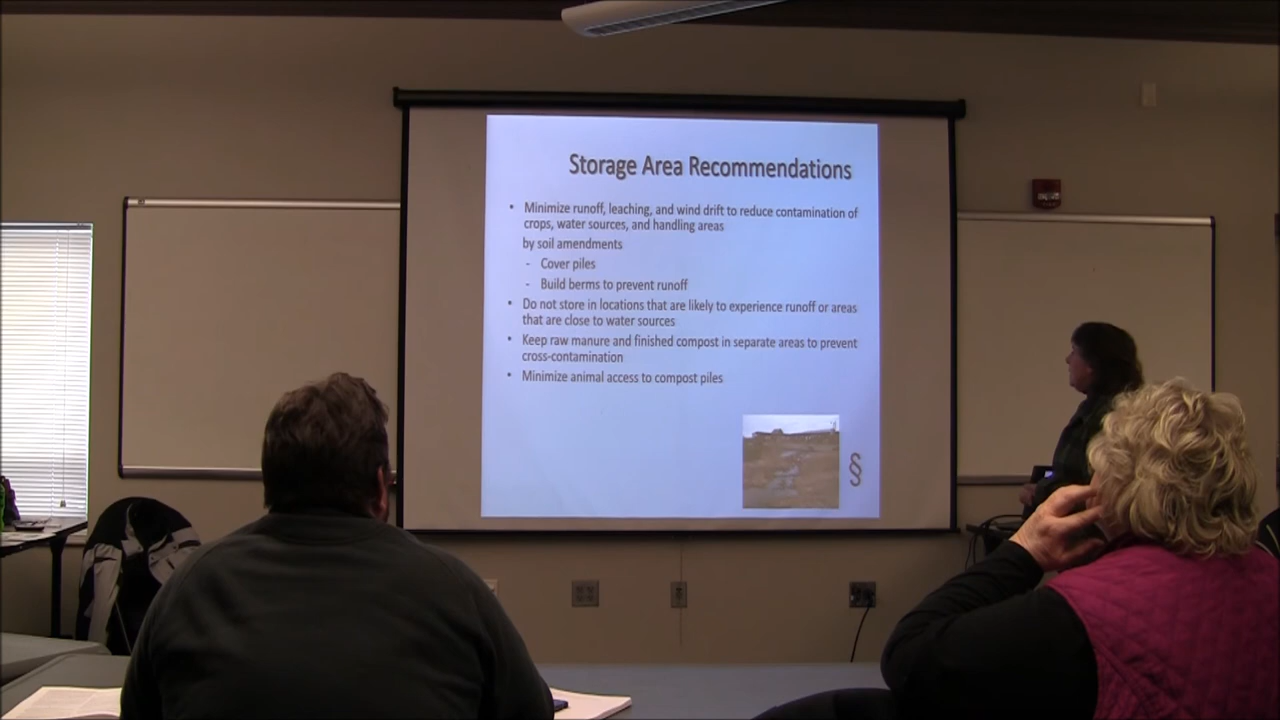 Storage Area Recommendations
• Minimize runoff, leaching, and wind drift to reduce contamination of
crops, water sources, and handling areas
by soil amendments
- Cover piles
- Build berms to prevent runoff
• Do not store in locations that are likely to experience runoff or areas
that are close to water sources
• Keep raw manure and finished compost in separate areas to prevent
cross-contamination
• Minimize animal access to compost piles
§